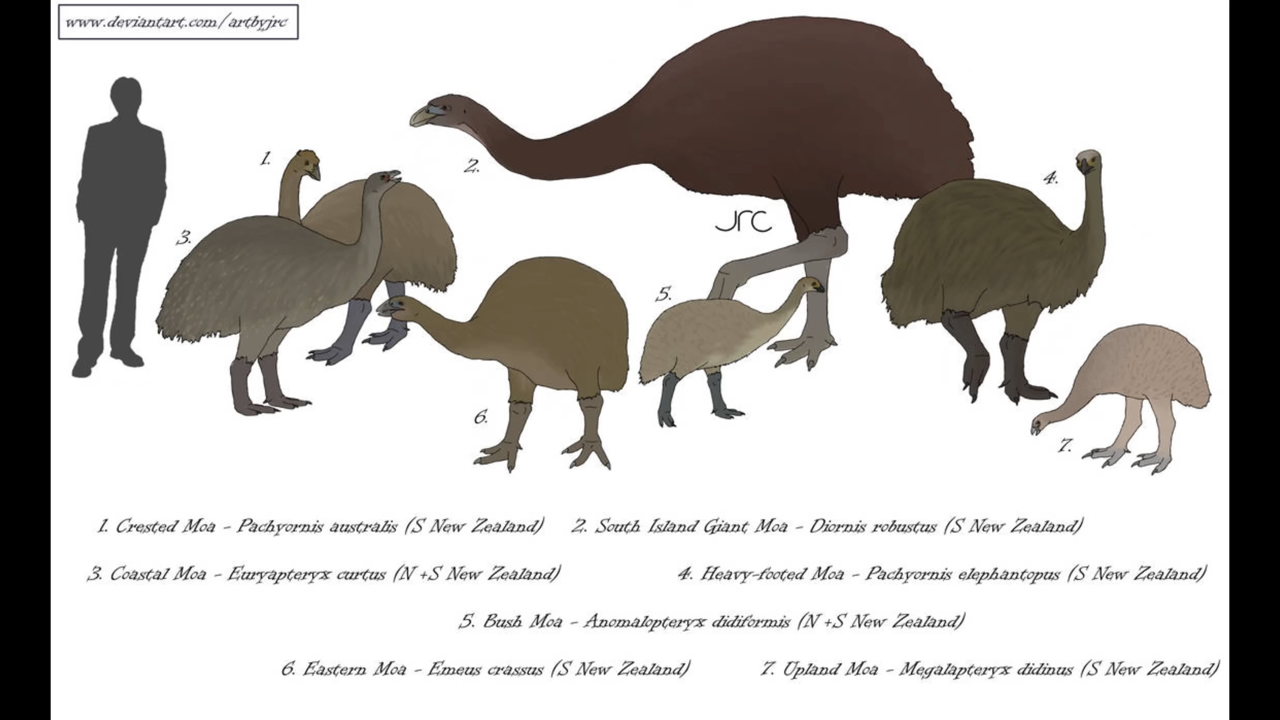 www.deviantart.com/artbyjrc
1.
2.
3.
4.
JRC
5.
6.
7.
1. Crested Moa - Pachyornis australis (S New Zealand) 2. South Island Giant Moa - Diornis robustus (S New Zealand)
3. Coastal Moa - Euryapteryx curtus (N +S New Zealand) 4. Heavy-footed Moa - Pachyornis elephantopus (S New Zealand)
5. Bush Moa - Anomalopteryx didiformis (N +S New Zealand)
6. Eastern Moa - Emeus crassus (S New Zealand) 7. Upland Moa - Megalapteryx didinus (S New Zealand)